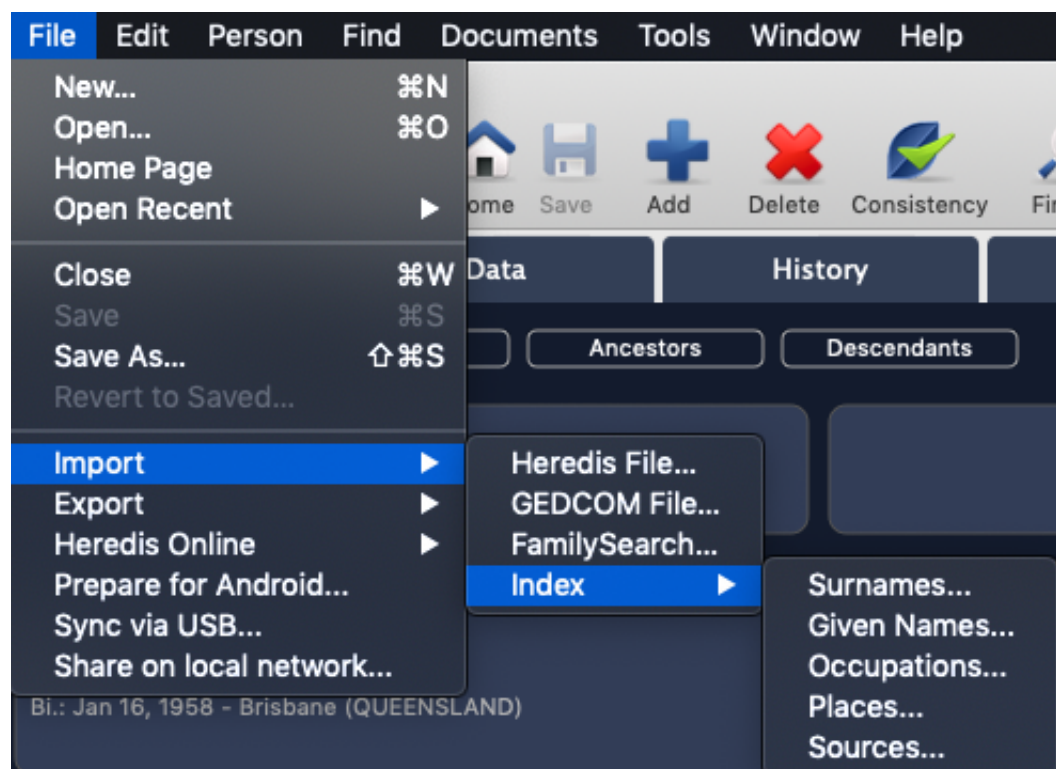 File Edit Person Find Documents Tools Window Help
New... ⌘N
Open... ⌘O
Home Page
Open Recent ▶
Close ⌘W
Save ⌘S
Save As... ⇧⌘S
Revert to Saved...
Import ▶
Export ▶
Heredis Online ▶
Prepare for Android...
Sync via USB...
Share on local network...
Heredis File...
GEDCOM File...
FamilySearch...
Index ▶
Surnames...
Given Names...
Occupations...
Places...
Sources...
ome Save Add Delete Consistency Fi
Data History
Ancestors Descendants
Bi.: Jan 16, 1958 - Brisbane (QUEENSLAND)